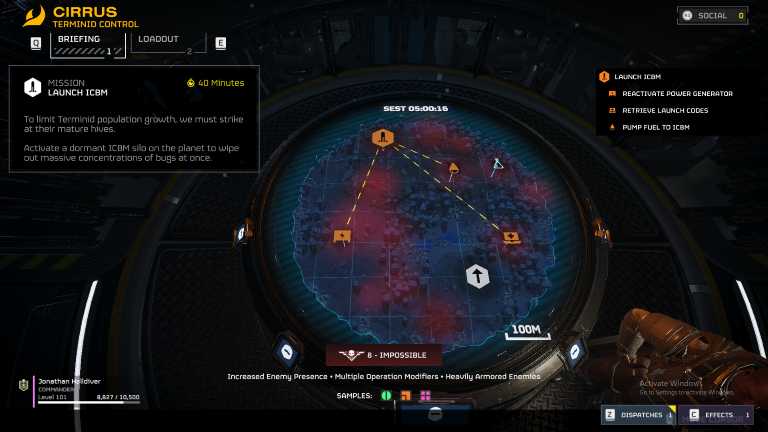 CIRRUS
TERMINID CONTROL
SOCIAL 0
Q
BRIEFING
1
LOADOUT
2
E
MISSION
LAUNCH ICBM
40 Minutes
To limit Terminid population growth, we must strike
at their mature hives.
Activate a dormant ICBM silo on the planet to wipe
out massive concentrations of bugs at once.
LAUNCH ICBM
REACTIVATE POWER GENERATOR
RETRIEVE LAUNCH CODES
PUMP FUEL TO ICBM
SEST 05:00:16
100M
8 - IMPOSSIBLE
Increased Enemy Presence • Multiple Operation Modifiers • Heavily Armored Enemies
SAMPLES:
Jonathan Helldiver
COMMANDER
Level 101
8,827 / 10,500
Activate Windows
Go to Settings to activate Windows.
Z DISPATCHES 1
C EFFECTS 1
CURSOR